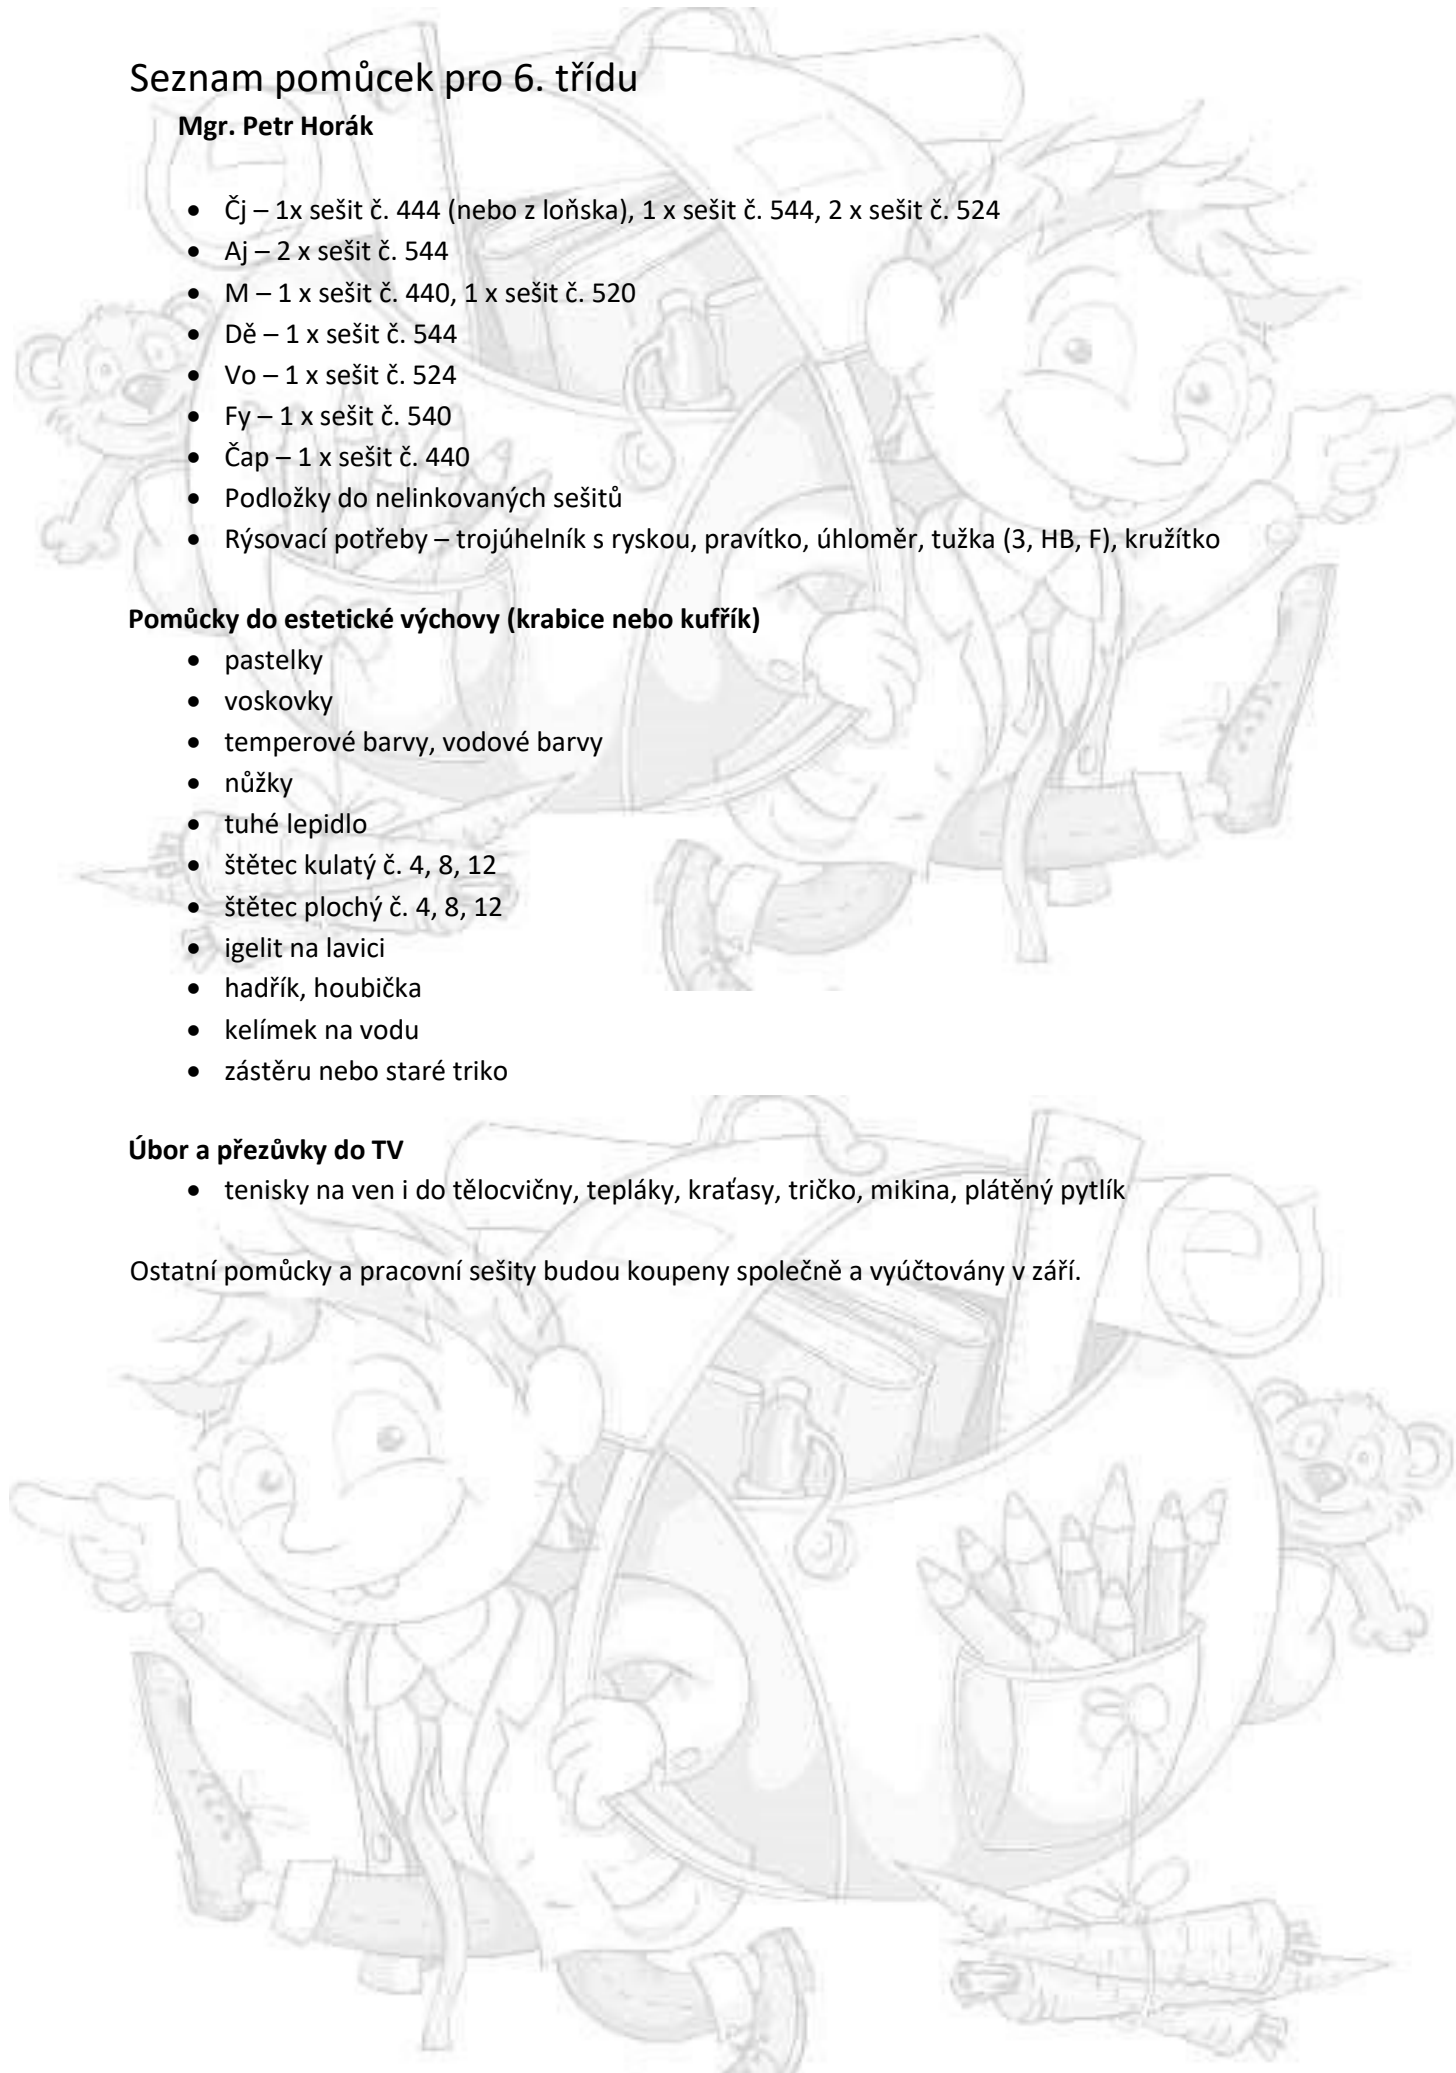 Seznam pomůcek pro 6. třídu
Mgr. Petr Horák
• Čj – 1x sešit č. 444 (nebo z loňska), 1 x sešit č. 544, 2 x sešit č. 524
• Aj – 2 x sešit č. 544
• M – 1 x sešit č. 440, 1 x sešit č. 520
• Dě – 1 x sešit č. 544
• Vo – 1 x sešit č. 524
• Fy – 1 x sešit č. 540
• Čap – 1 x sešit č. 440
• Podložky do nelinkovaných sešitů
• Rýsovací potřeby – trojúhelník s ryskou, pravítko, úhloměr, tužka (3, HB, F), kružítko
Pomůcky do estetické výchovy (krabice nebo kufřík)
• pastelky
• voskovky
• temperové barvy, vodové barvy
• nůžky
• tuhé lepidlo
• štětec kulatý č. 4, 8, 12
• štětec plochý č. 4, 8, 12
• igelit na lavici
• hadřík, houbička
• kelímek na vodu
• zástěru nebo staré triko
Úbor a přezůvky do TV
• tenisky na ven i do tělocvičny, tepláky, kraťasy, tričko, mikina, plátěný pytlík
Ostatní pomůcky a pracovní sešity budou koupeny společně a vyúčtovány v září.